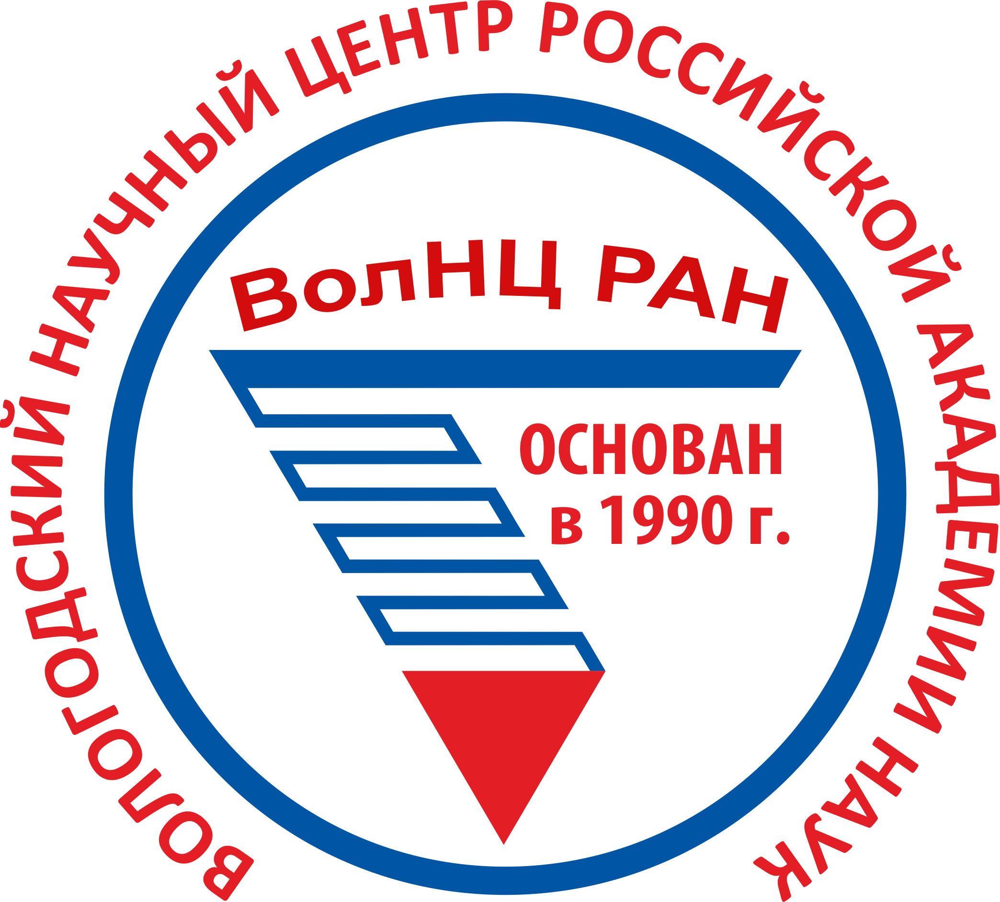 ВОЛОГОДСКИЙ НАУЧНЫЙ ЦЕНТР РОССИЙСКОЙ АКАДЕМИИ НАУК
ВолНЦ РАН
ОСНОВАН
в 1990 г.